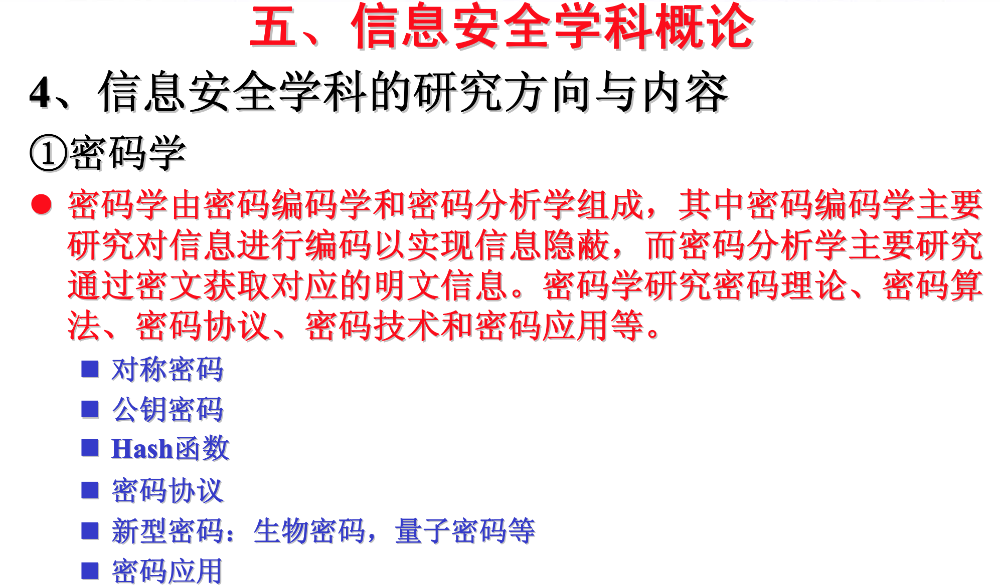 五、信息安全学科概论
4、信息安全学科的研究方向与内容
①密码学
● 密码学由密码编码学和密码分析学组成，其中密码编码学主要
研究对信息进行编码以实现信息隐蔽，而密码分析学主要研究
通过密文获取对应的明文信息。密码学研究密码理论、密码算
法、密码协议、密码技术和密码应用等。
■ 对称密码
■ 公钥密码
■ Hash函数
■ 密码协议
■ 新型密码：生物密码，量子密码等
■ 密码应用